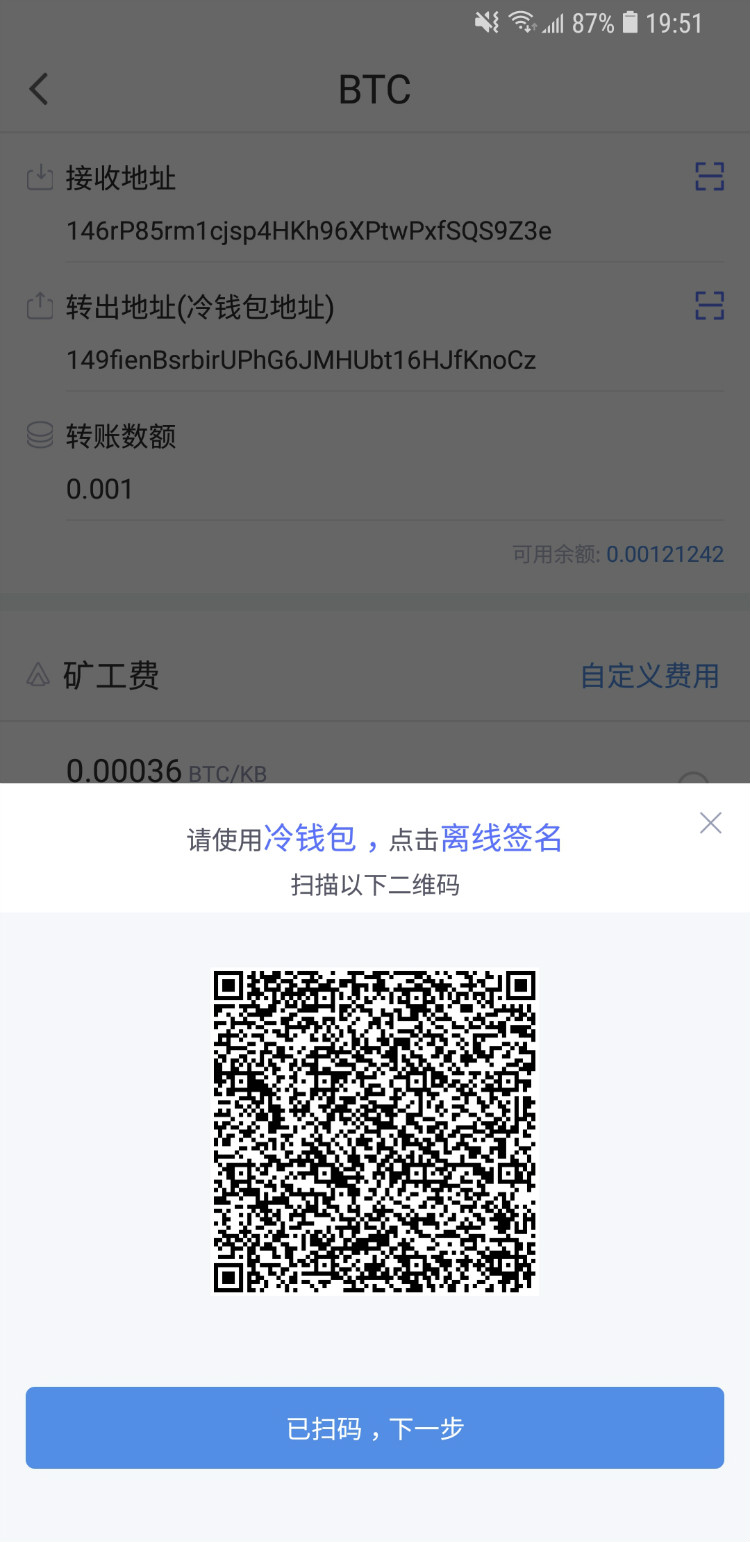 87% 19:51
BTC
接收地址
146rP85rm1cjsp4HKh96XPtwPxfSQS9Z3e
转出地址(冷钱包地址)
149fienBsrbirUPhG6JMHUbt16HJfKnoCz
转账数额
0.001
可用余额: 0.00121242
矿工费 自定义费用
0.00036 BTC/KB
请使用冷钱包，点击离线签名
扫描以下二维码
已扫码，下一步